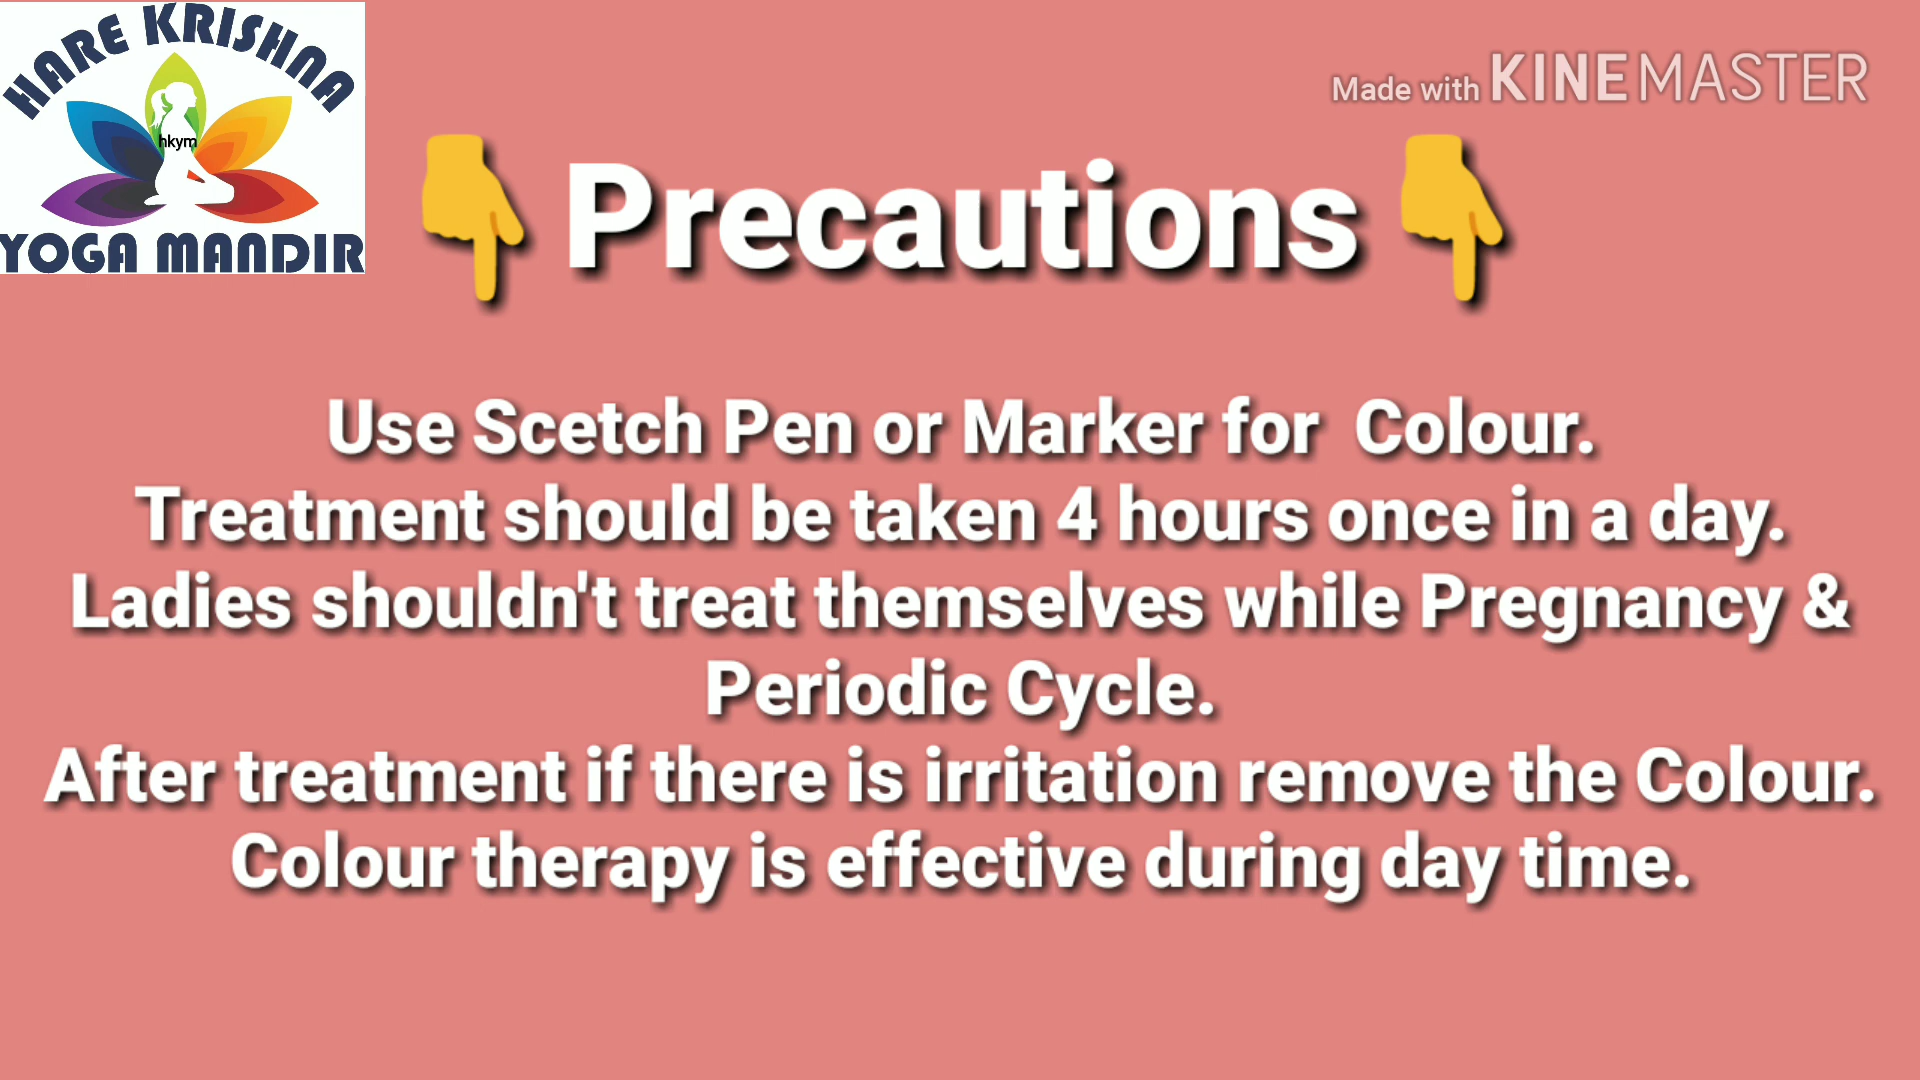 HARE KRISHNA
hkym
YOGA MANDIR
Made with KINEMASTER
👇Precautions👇
Use Scetch Pen or Marker for Colour.
Treatment should be taken 4 hours once in a day.
Ladies shouldn't treat themselves while Pregnancy &
Periodic Cycle.
After treatment if there is irritation remove the Colour.
Colour therapy is effective during day time.